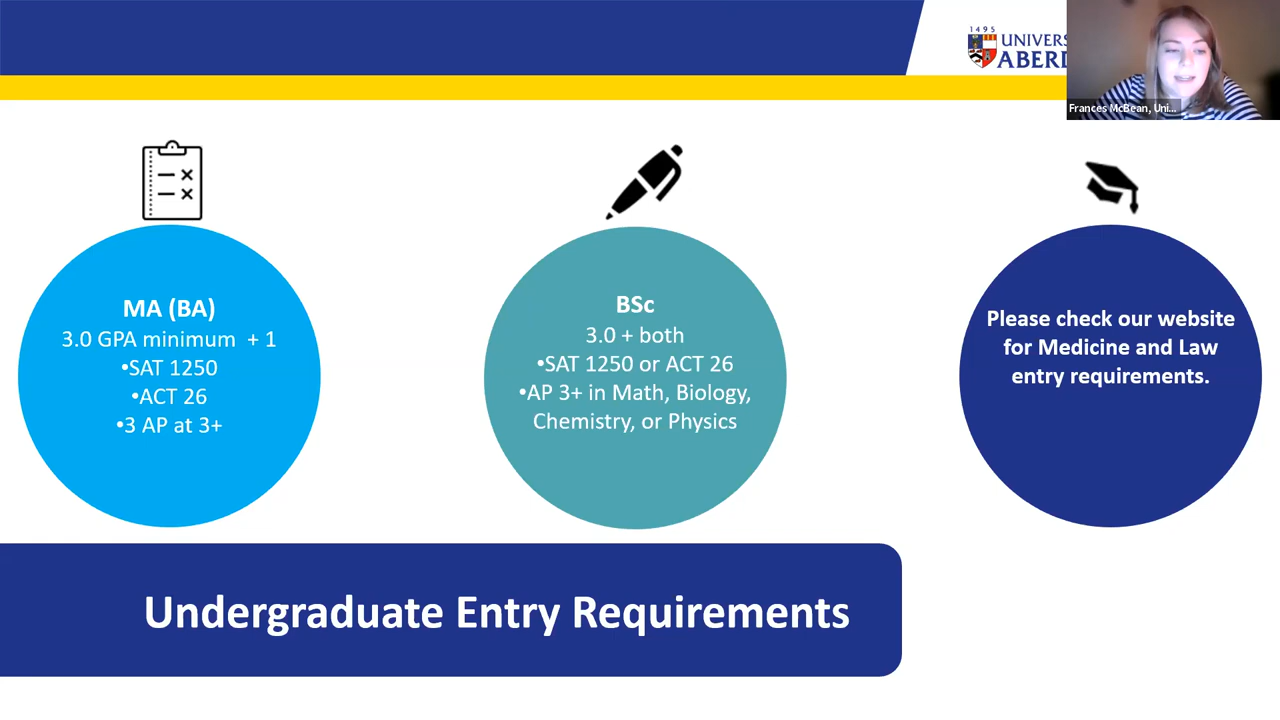 1495
UNIVERS
ABERD
Frances McBean, Uni...
MA (BA)
3.0 GPA minimum + 1
•SAT 1250
•ACT 26
•3 AP at 3+
BSc
3.0 + both
•SAT 1250 or ACT 26
•AP 3+ in Math, Biology,
Chemistry, or Physics
Please check our website
for Medicine and Law
entry requirements.
Undergraduate Entry Requirements